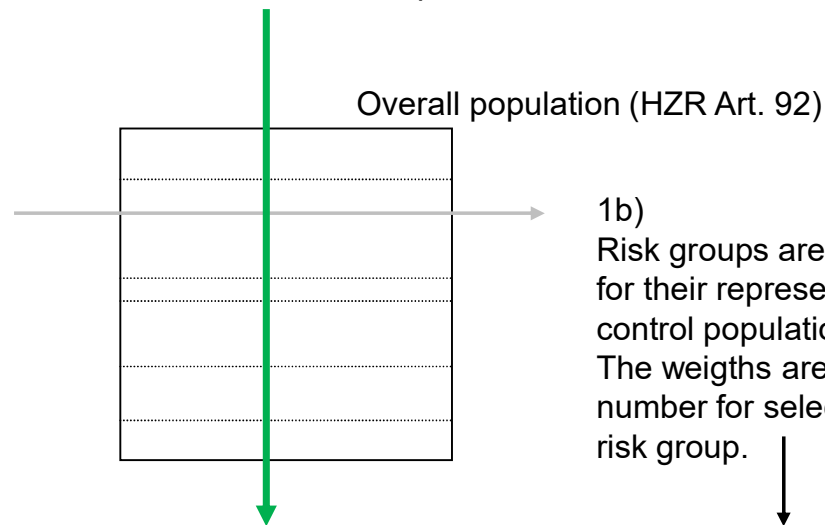 Overall population (HZR Art. 92)
1b)
Risk groups are
for their represe
control populatio
The weigths are
number for selec
risk group.